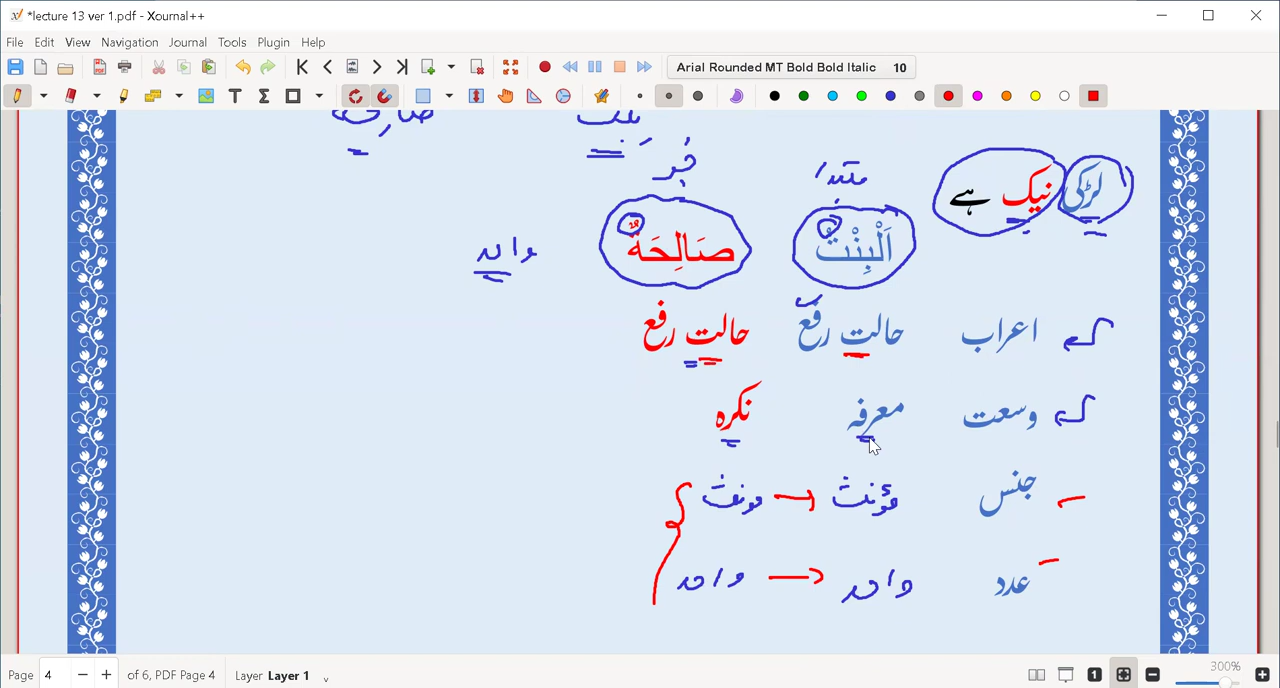 *lecture 13 ver 1.pdf - Xournal++
File Edit View Navigation Journal Tools Plugin Help
Arial Rounded MT Bold Bold Italic 10
لڑکی نیک ہے
مبتدا خبر
اَلْبِنْتُ صَالِحَةٌ واحد
اعراب حالت رفع حالت رفع
وسعت معرفہ نکرہ
جنس مؤنث مونث
عدد واحد واحد
Page 4 of 6, PDF Page 4 Layer Layer 1 300%